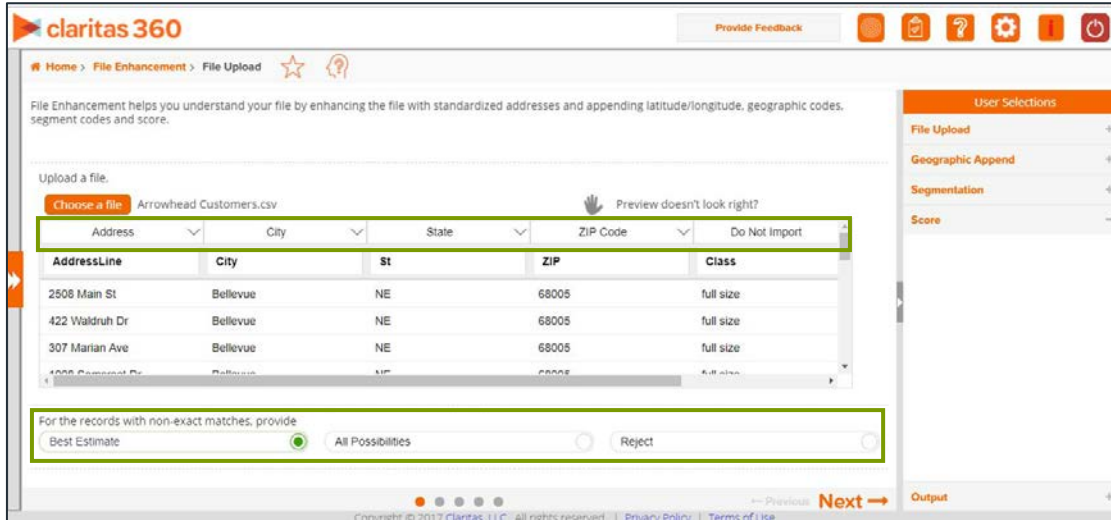 claritas 360
Provide Feedback
Home > File Enhancement > File Upload
File Enhancement helps you understand your file by enhancing the file with standardized addresses and appending latitude/longitude, geographic codes,
segment codes and score.
Upload a file.
Choose a file Arrowhead Customers.csv Preview doesn't look right?
Address City State ZIP Code Do Not Import
AddressLine City St ZIP Class
2508 Main St Bellevue NE 68005 full size
422 Waldruh Dr Bellevue NE 68005 full size
307 Marian Ave Bellevue NE 68005 full size
For the records with non-exact matches, provide
Best Estimate All Possibilities Reject
← Previous Next →
Copyright © 2017 Claritas, LLC. All rights reserved. | Privacy Policy | Terms of Use
User Selections
File Upload +
Geographic Append +
Segmentation +
Score -
Output +